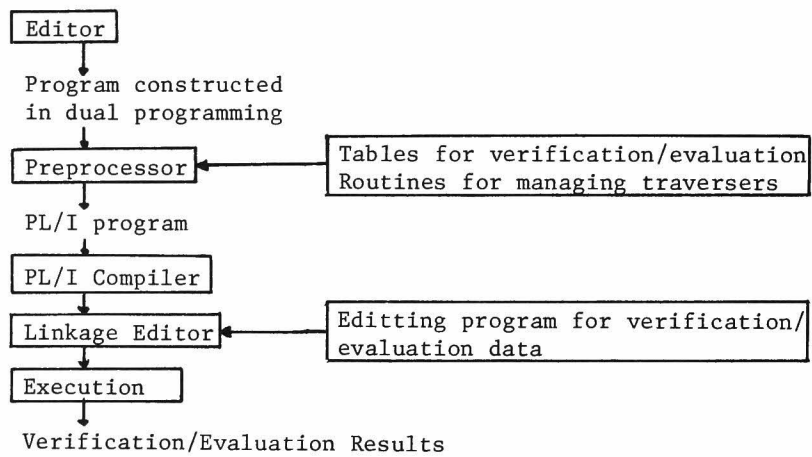 Editor
Program constructed
in dual programming
Preprocessor
Tables for verification/evaluation
Routines for managing traversers
PL/I program
PL/I Compiler
Linkage Editor
Editting program for verification/
evaluation data
Execution
Verification/Evaluation Results